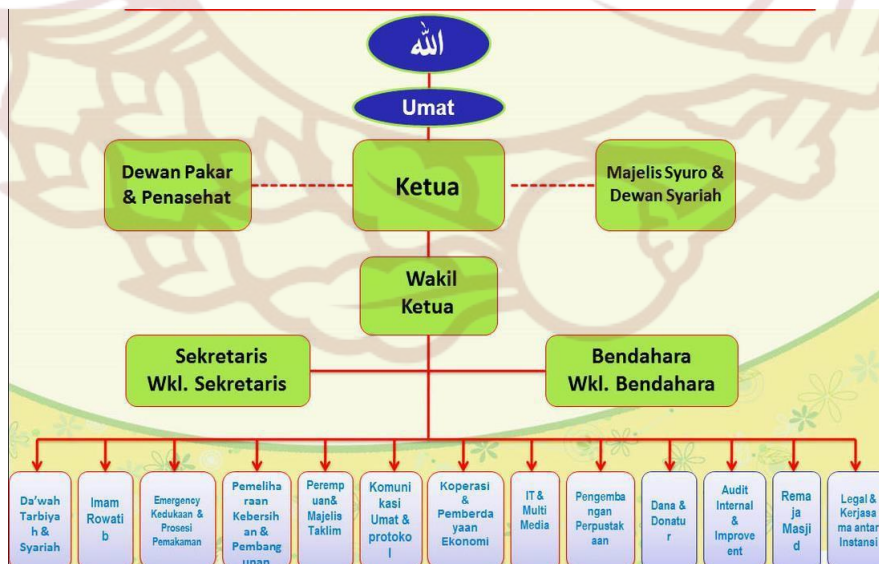 الله
Umat
Dewan Pakar
& Penasehat
Ketua
Majelis Syuro &
Dewan Syariah
Wakil
Ketua
Sekretaris
Wkl. Sekretaris
Bendahara
Wkl. Bendahara
Da'wah
Tarbiya
h &
Syariah
Imam
Rowati
b
Emergency
Kedukaan &
Prosesi
Pemakaman
Pemeliha
raan
Kebersih
an &
Pembang
unan
Peremp
uan&
Majelis
Taklim
Komuni
kasi
Umat &
protoko
l
Koperasi
&
Pemberda
yaan
Ekonomi
IT &
Multi
Media
Pengemba
ngan
Perpustak
aan
Dana &
Donatu
r
Audit
Internal
&
Improve
ent
Rema
ja
Masji
d
Legal &
Kerjasa
ma antar
Instansi